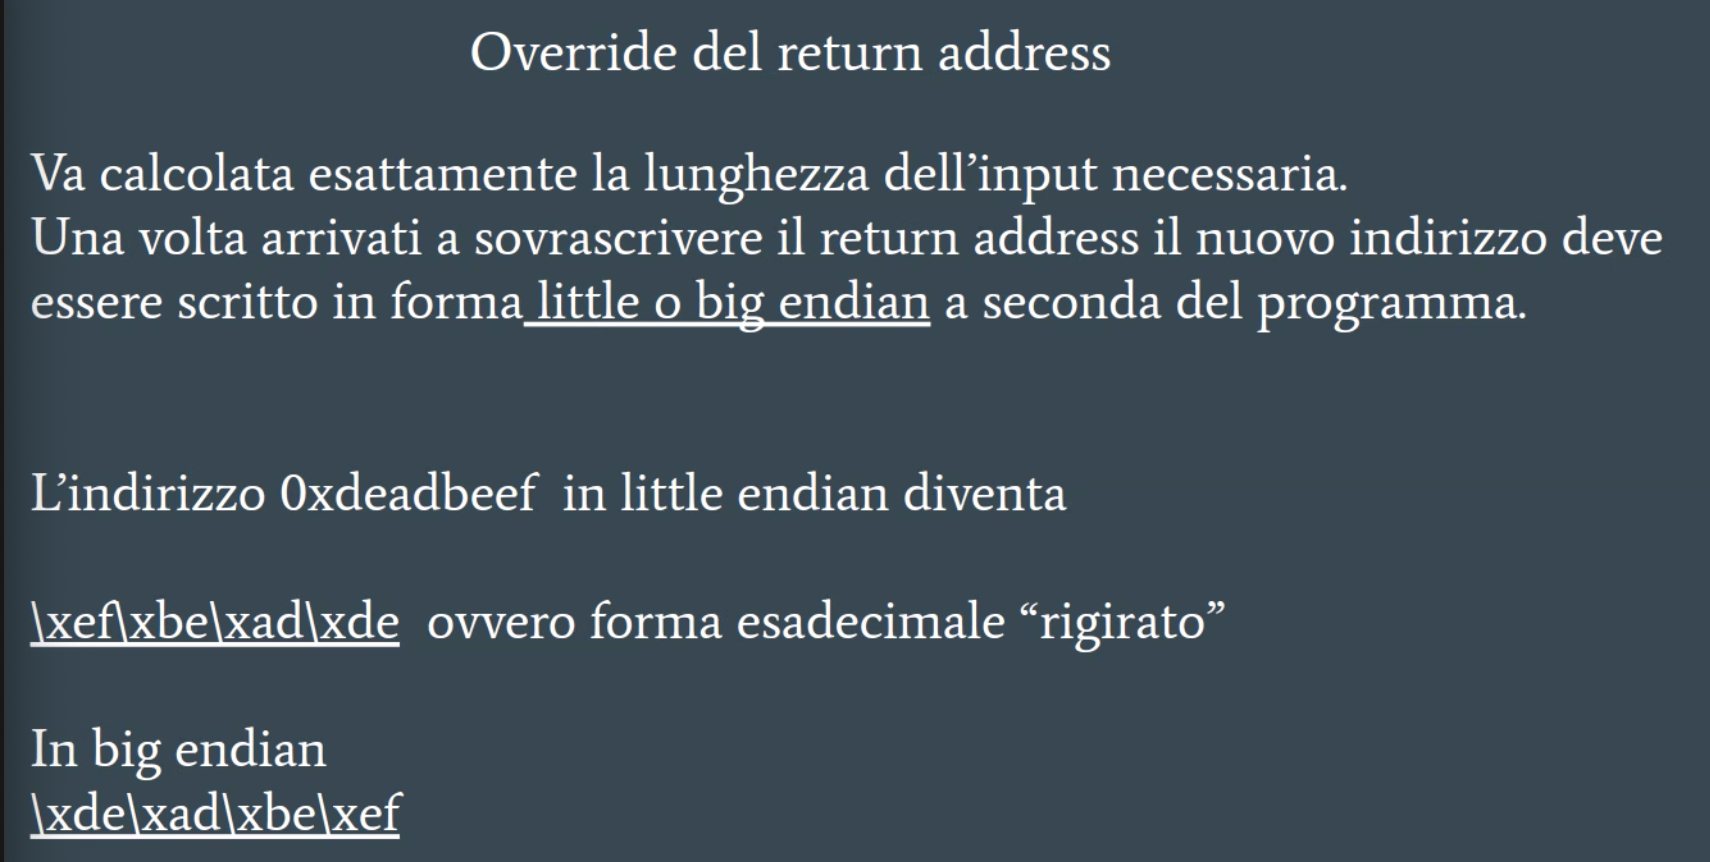 Override del return address
Va calcolata esattamente la lunghezza dell’input necessaria.
Una volta arrivati a sovrascrivere il return address il nuovo indirizzo deve
essere scritto in forma little o big endian a seconda del programma.
L’indirizzo 0xdeadbeef in little endian diventa
\xef\xbe\xad\xde ovvero forma esadecimale “rigirato”
In big endian
\xde\xad\xbe\xef